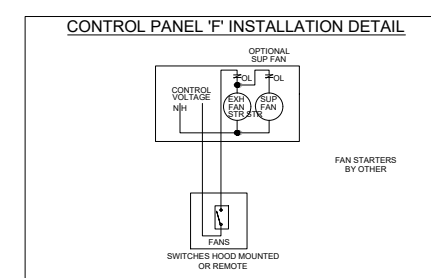 CONTROL PANEL 'F' INSTALLATION DETAIL
OPTIONAL
SUP FAN
OL
OL
CONTROL
VOLTAGE
N H
EXH
FAN
STR
SUP
FAN
STR
FAN STARTERS
BY OTHER
FANS
SWITCHES HOOD MOUNTED
OR REMOTE